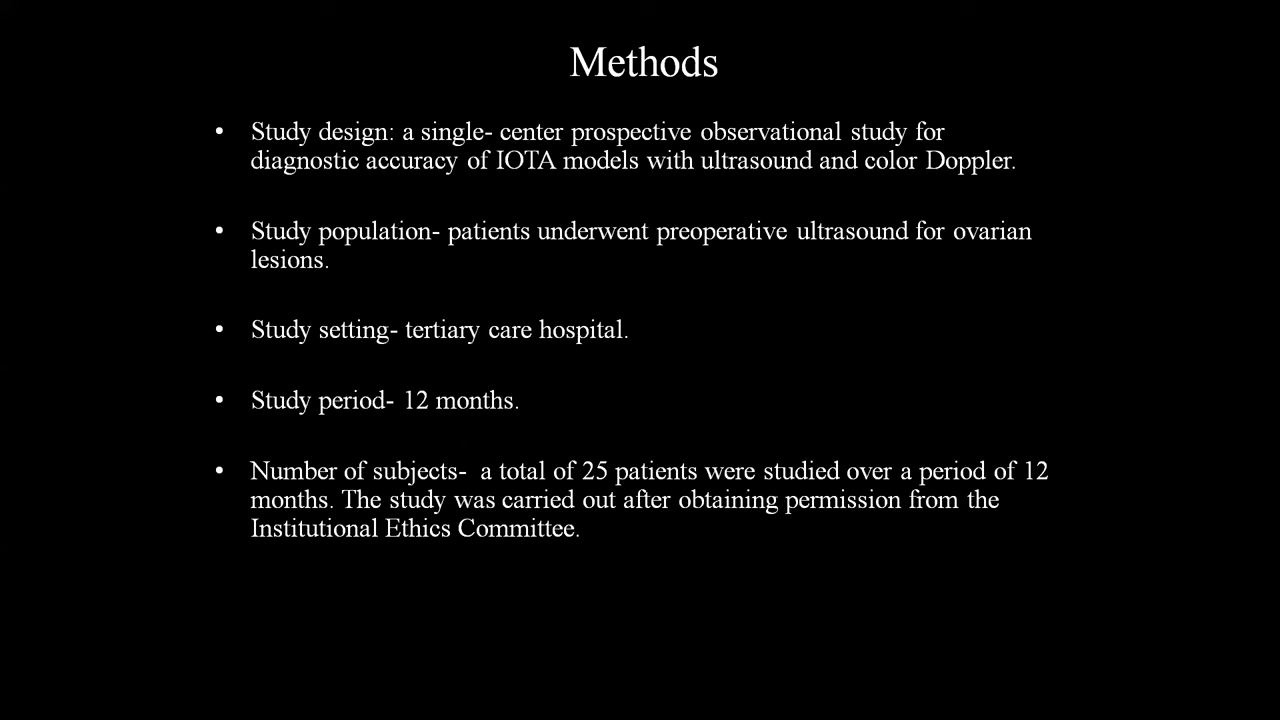 Methods
• Study design: a single- center prospective observational study for
diagnostic accuracy of IOTA models with ultrasound and color Doppler.
• Study population- patients underwent preoperative ultrasound for ovarian
lesions.
• Study setting- tertiary care hospital.
• Study period- 12 months.
• Number of subjects-  a total of 25 patients were studied over a period of 12
months. The study was carried out after obtaining permission from the
Institutional Ethics Committee.